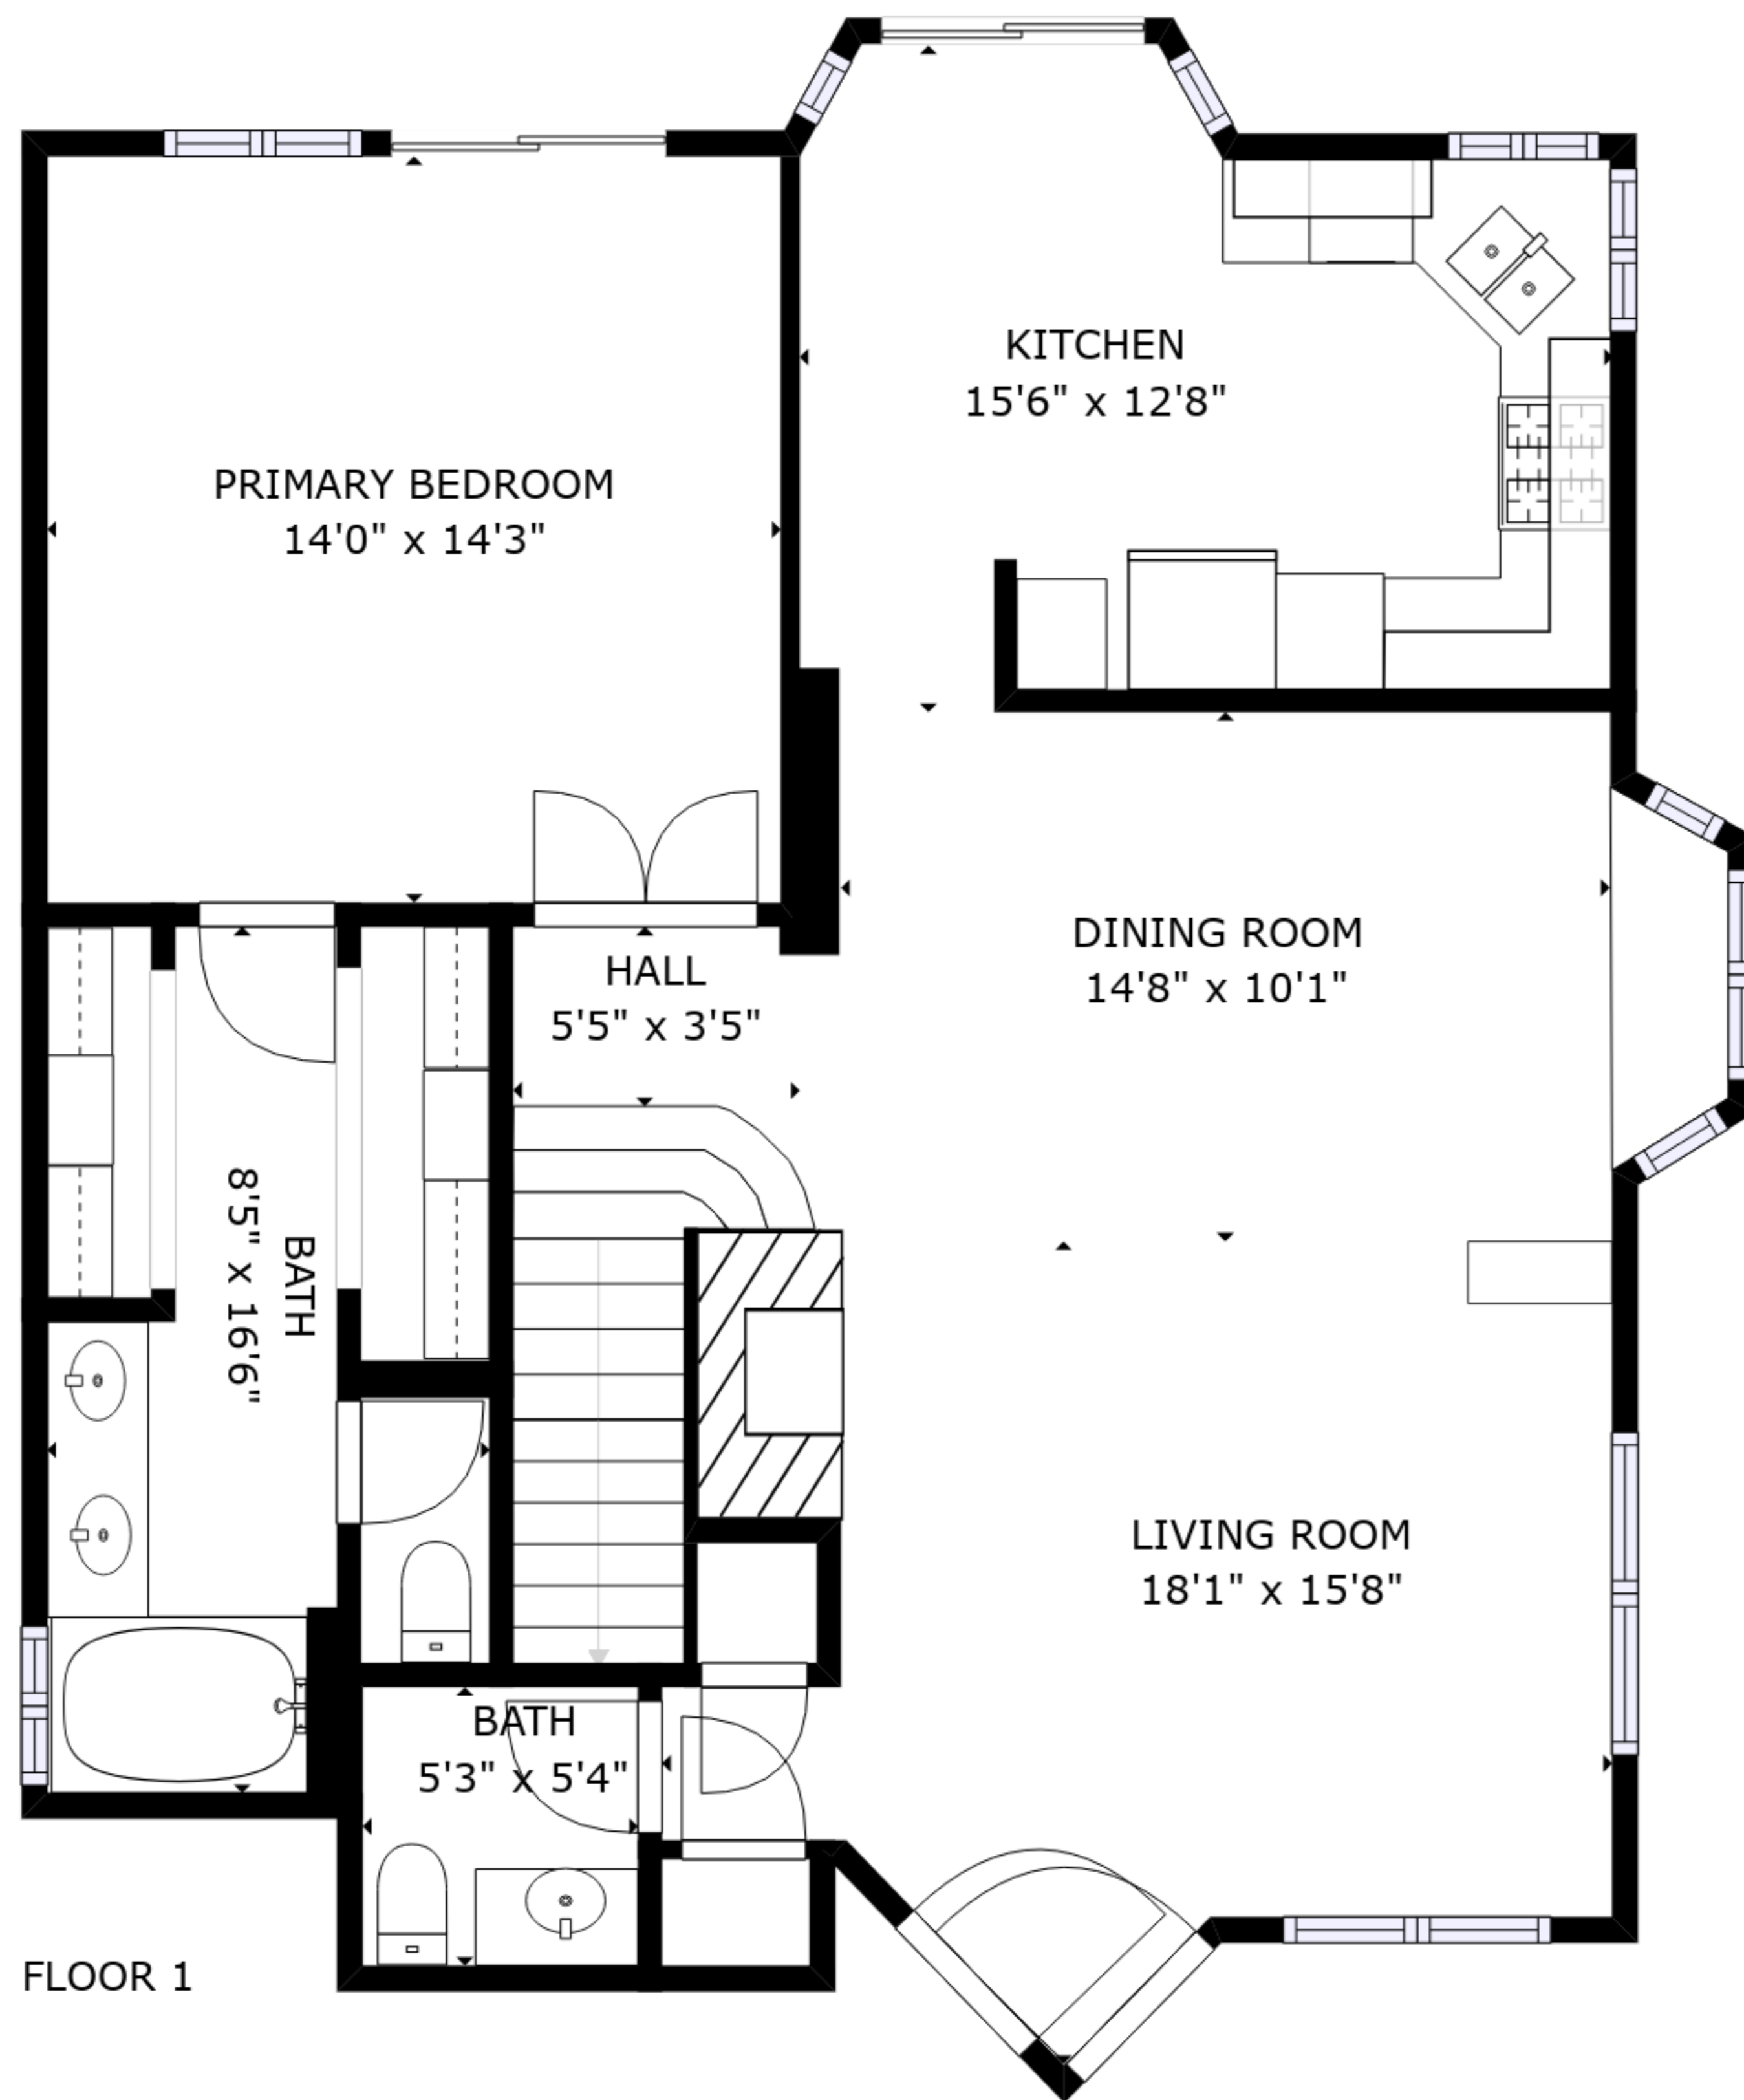 KITCHEN
15'6" x 12'8"
PRIMARY BEDROOM
14'0" x 14'3"
DINING ROOM
14'8" x 10'1"
HALL
5'5" x 3'5"
BATH
8'5" x 16'6"
LIVING ROOM
18'1" x 15'8"
BATH
5'3" x 5'4"
FLOOR 1